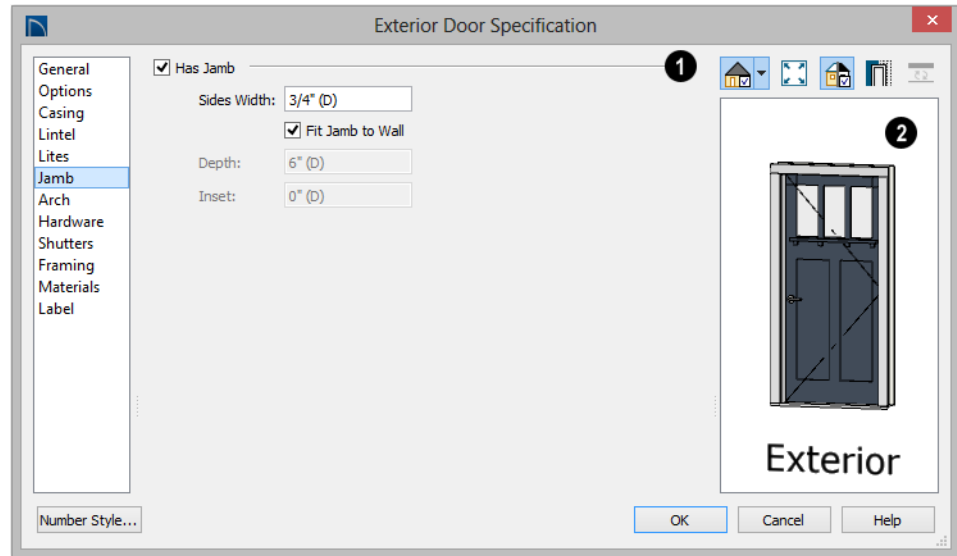 Exterior Door Specification
General
Options
Casing
Lintel
Lites
Jamb
Arch
Hardware
Shutters
Framing
Materials
Label
Has Jamb
Sides Width: 3/4" (D)
Fit Jamb to Wall
Depth: 6" (D)
Inset: 0" (D)
1
2
Exterior
Number Style...
OK Cancel Help